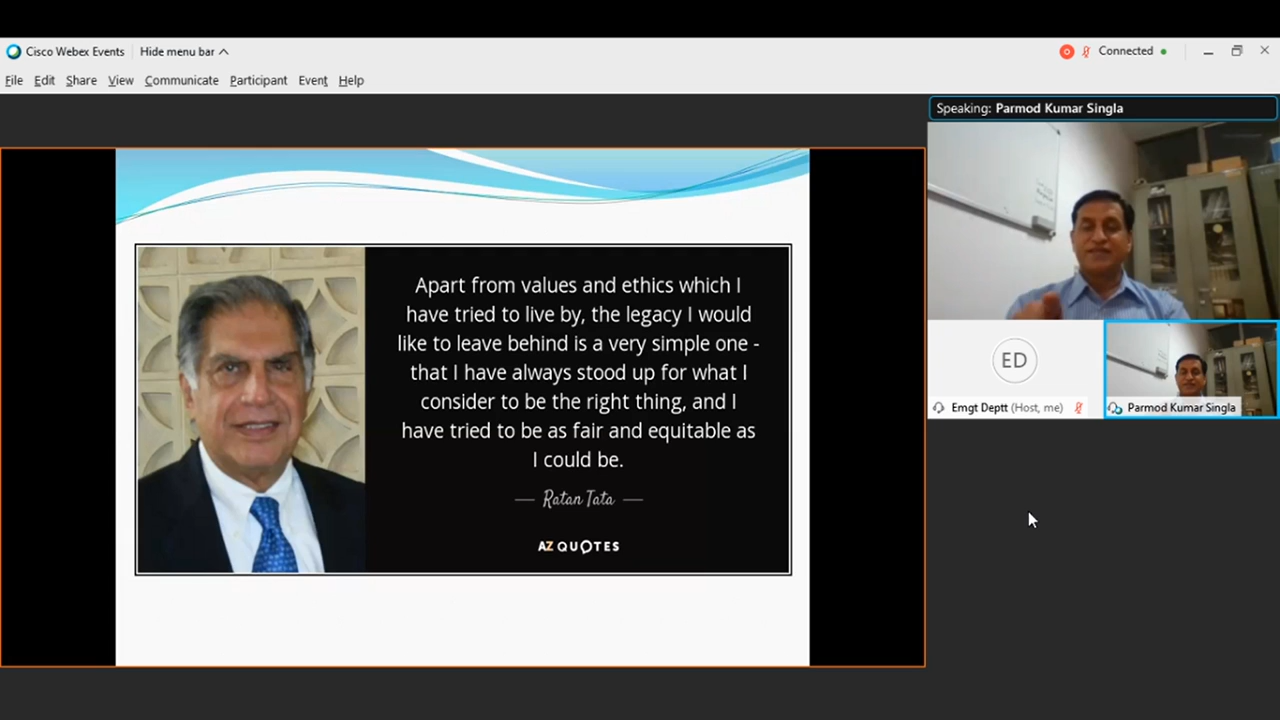 Cisco Webex Events
Hide menu bar
Connected
File Edit Share View Communicate Participant Event Help
Speaking: Parmod Kumar Singla
Apart from values and ethics which I
have tried to live by, the legacy I would
like to leave behind is a very simple one -
that I have always stood up for what I
consider to be the right thing, and I
have tried to be as fair and equitable as
I could be.
— Ratan Tata —
AZ QUOTES
ED
Emgt Deptt (Host, me)
Parmod Kumar Singla